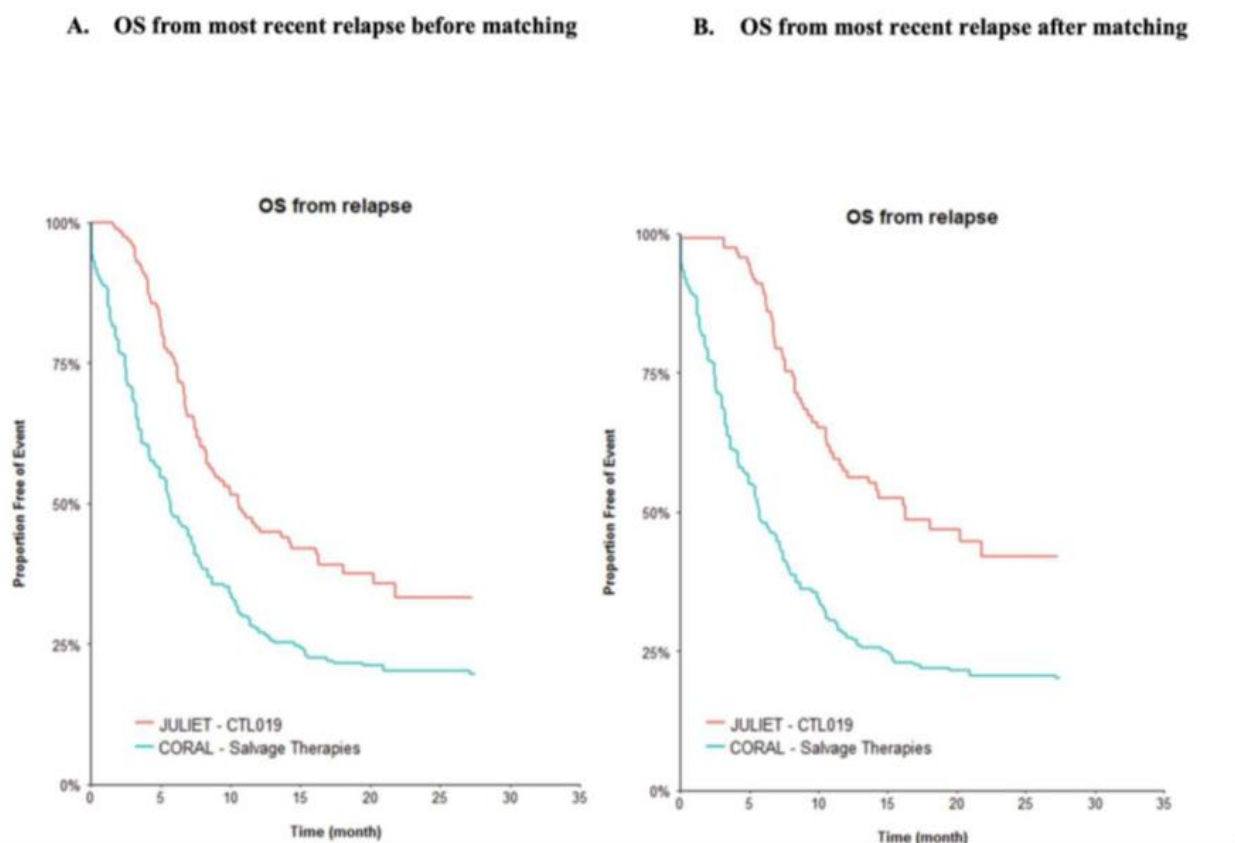 A. OS from most recent relapse before matching
OS from relapse
100%
75%
50%
25%
0%
Proportion Free of Event
JULIET - CTL019
CORAL - Salvage Therapies
0 5 10 15 20 25 30 35
Time (month)
B. OS from most recent relapse after matching
OS from relapse
100%
75%
50%
25%
0%
Proportion Free of Event
JULIET - CTL019
CORAL - Salvage Therapies
0 5 10 15 20 25 30 35
Time (month)